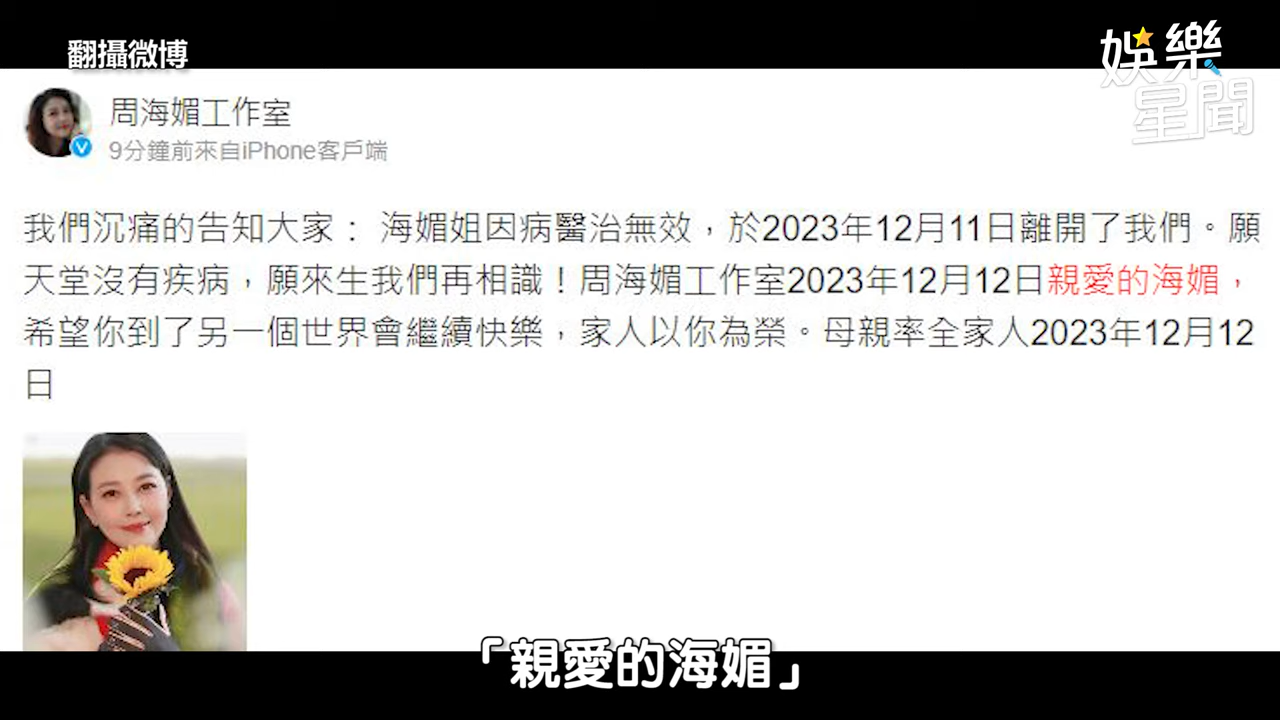 翻攝微博
娛樂
星聞
周海媚工作室
9分鐘前來自iPhone客戶端
我們沉痛的告知大家： 海媚姐因病醫治無效，於2023年12月11日離開了我們。願
天堂沒有疾病，願來生我們再相識！周海媚工作室2023年12月12日親愛的海媚，
希望你到了另一個世界會繼續快樂，家人以你為榮。母親率全家人2023年12月12
日
「親愛的海媚」